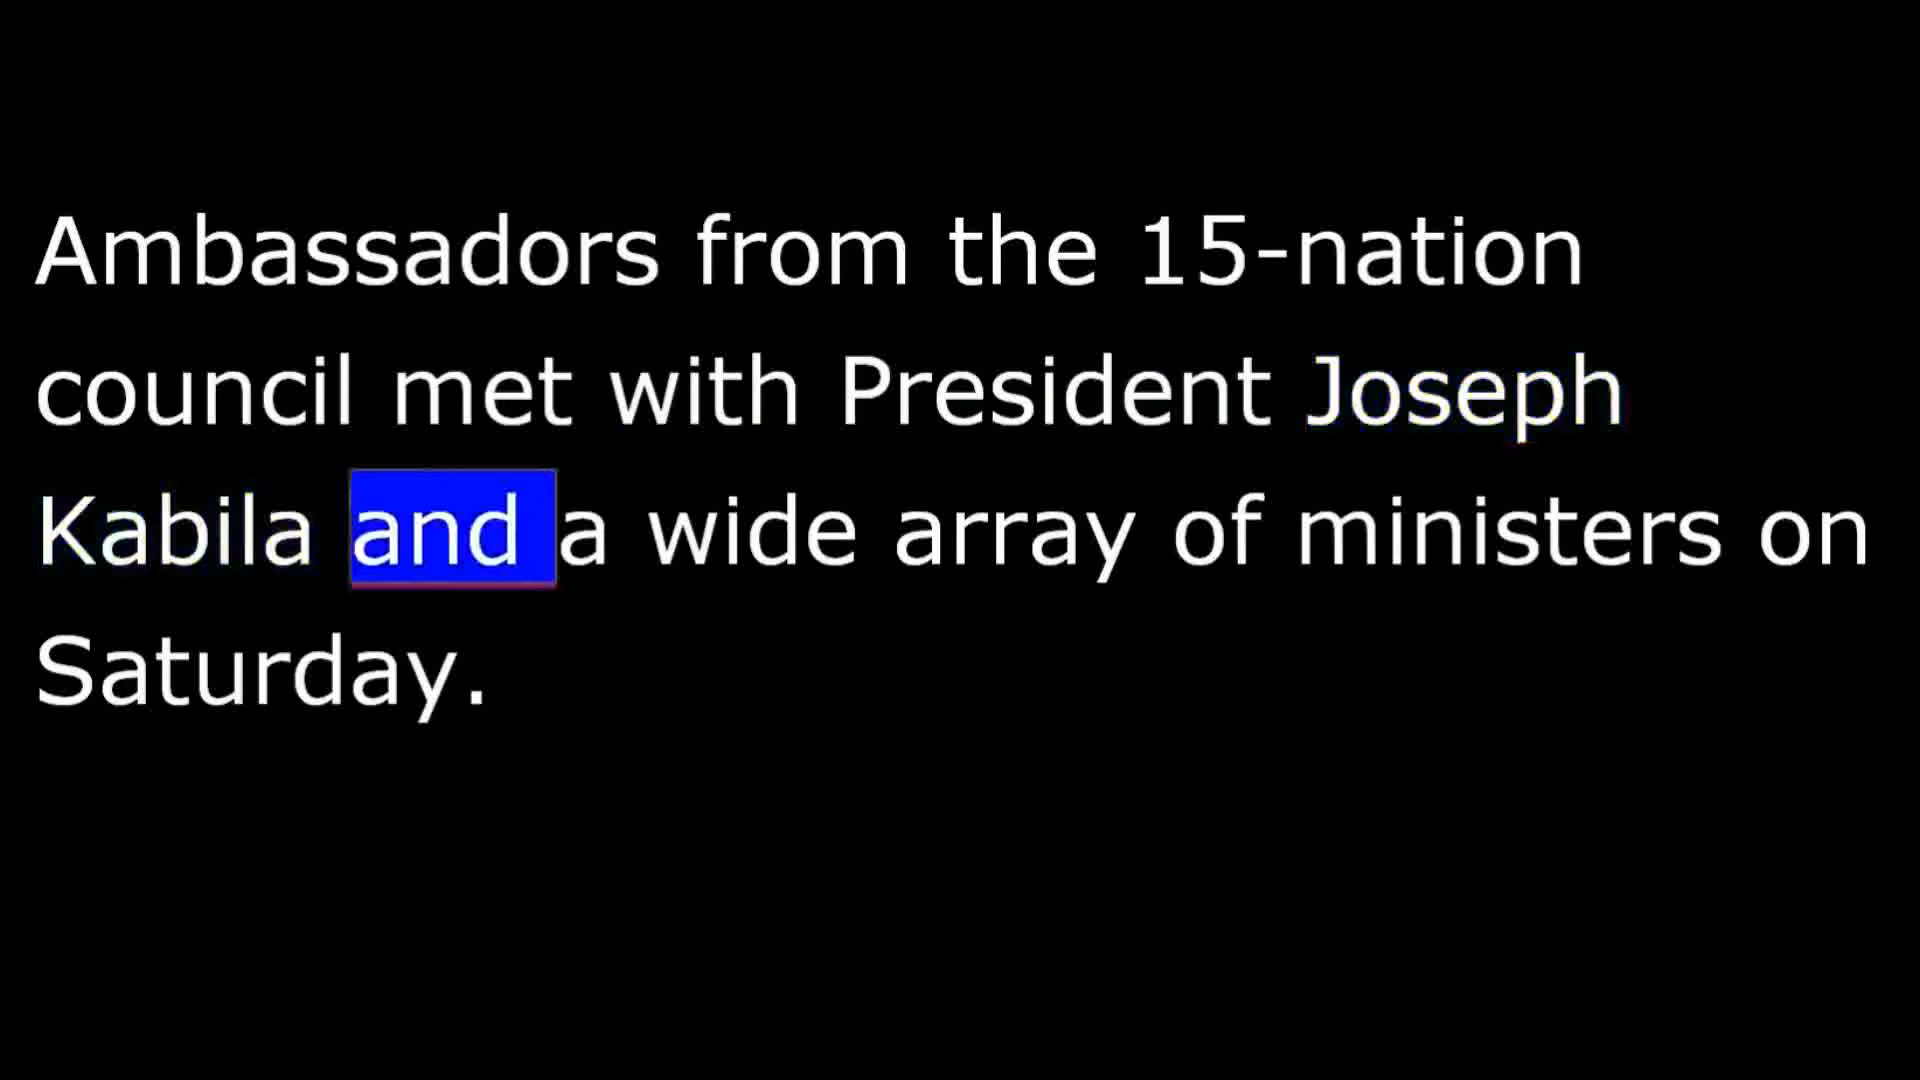 Ambassadors from the 15-nation
council met with President Joseph
Kabila and a wide array of ministers on
Saturday.